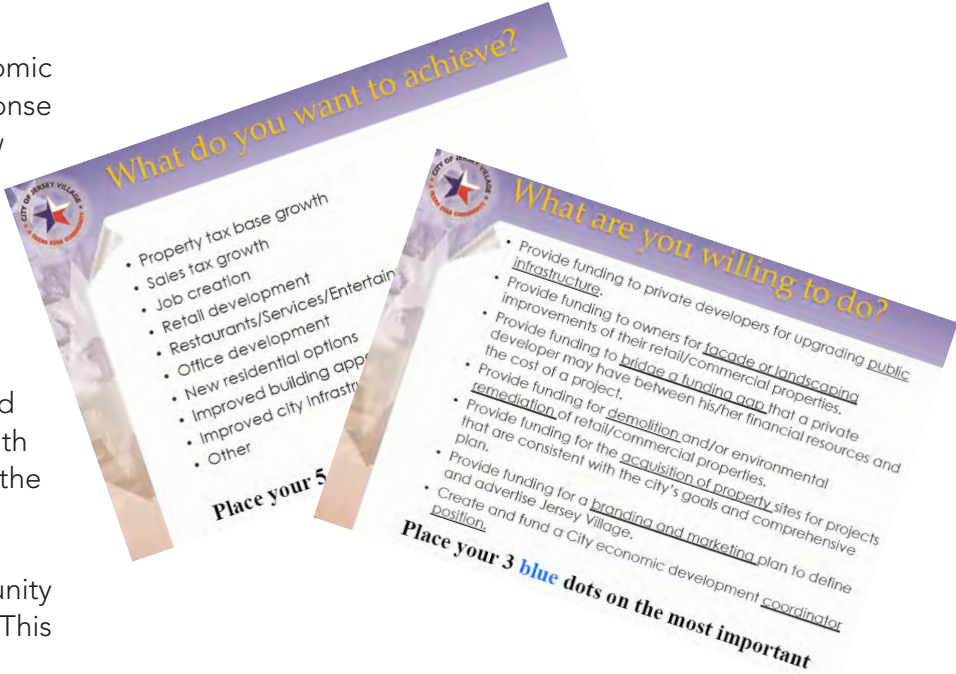 omic
onse
d
th
the
unity
This
What do you want to achieve?
CITY OF JERSEY VILLAGE
A TEXAS STAR COMMUNITY
• Property tax base growth
• Sales tax growth
• Job creation
• Retail development
• Restaurants/Services/Entertain
• Office development
• New residential options
• Improved building app
• Improved city Infrastr
• Other
Place your 5
What are you willing to do?
CITY OF JERSEY VILLAGE
A TEXAS STAR COMMUNITY
• Provide funding to private developers for upgrading public
infrastructure.
• Provide funding to owners for facade or landscaping
improvements of their retail/commercial properties.
• Provide funding to bridge a funding gap that a private
developer may have between his/her financial resources and
the cost of a project.
• Provide funding for demolition and/or environmental
remediation of retail/commercial properties.
• Provide funding for the acquisition of property sites for projects
that are consistent with the city's goals and comprehensive
plan.
• Provide funding for a branding and marketing plan to define
and advertise Jersey Village.
• Create and fund a City economic development coordinator
position.
Place your 3 blue dots on the most important